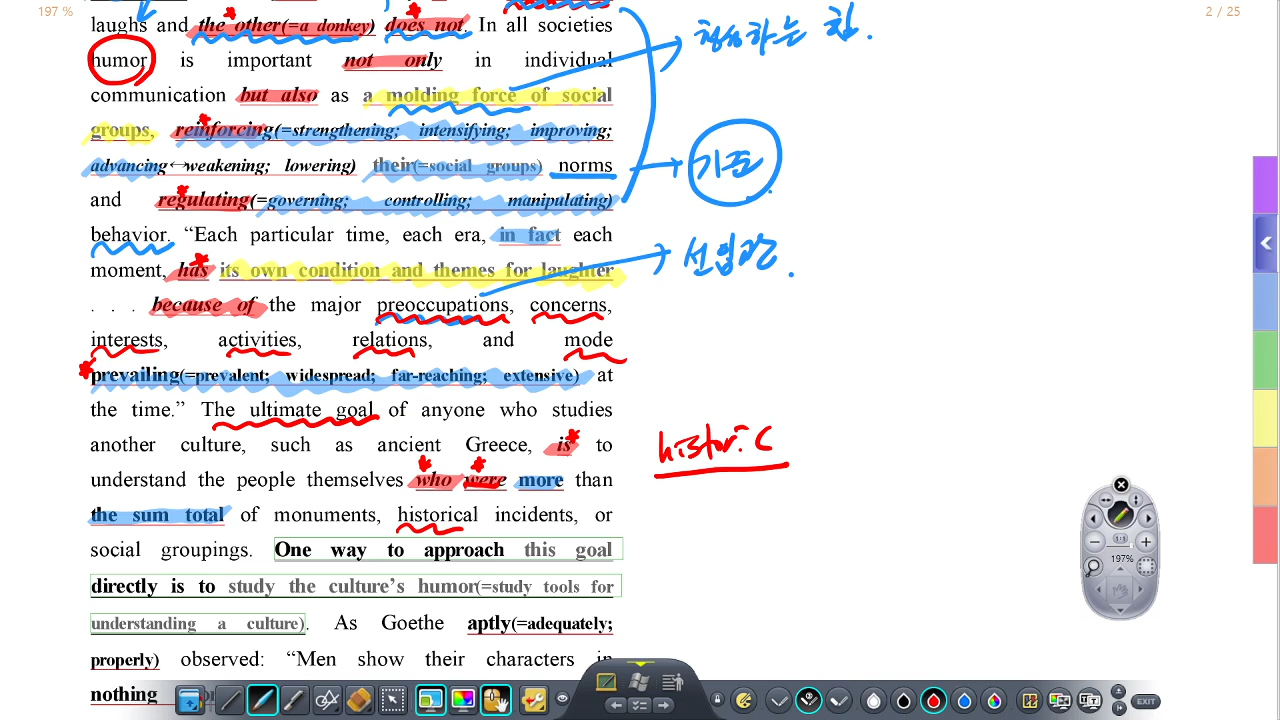 197 %
2 / 25
laughs and the other(=a donkey) does not. In all societies
humor is important not only in individual
communication but also as a molding force of social
groups, reinforcing(=strengthening; intensifying; improving;
advancing↔weakening; lowering) their(=social groups) norms
and regulating(=governing; controlling; manipulating)
behavior. “Each particular time, each era, in fact each
moment, has its own condition and themes for laughter
. . . because of the major preoccupations, concerns,
interests, activities, relations, and mode
prevailing(=prevalent; widespread; far-reaching; extensive) at
the time.” The ultimate goal of anyone who studies
another culture, such as ancient Greece, is to
understand the people themselves who were more than
the sum total of monuments, historical incidents, or
social groupings. One way to approach this goal
directly is to study the culture’s humor(=study tools for
understanding a culture). As Goethe aptly(=adequately;
properly) observed: “Men show their characters in
nothing
형성하는 힘.
기준
선입관
historic
197%
1:1
EXIT